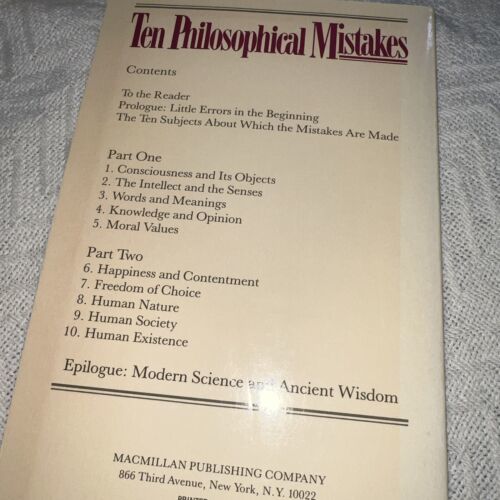 Ten Philosophical Mistakes
Contents
To the Reader
Prologue: Little Errors in the Beginning
The Ten Subjects About Which the Mistakes Are Made
Part One
1. Consciousness and Its Objects
2. The Intellect and the Senses
3. Words and Meanings
4. Knowledge and Opinion
5. Moral Values
Part Two
6. Happiness and Contentment
7. Freedom of Choice
8. Human Nature
9. Human Society
10. Human Existence
Epilogue: Modern Science and Ancient Wisdom
MACMILLAN PUBLISHING COMPANY
866 Third Avenue, New York, N.Y. 10022